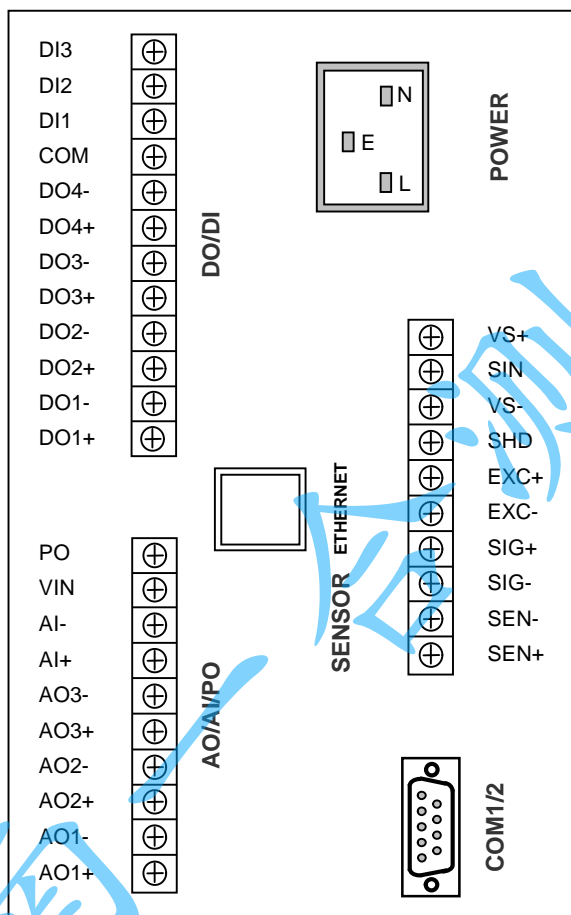 DI3
DI2
DI1
COM
DO4-
DO4+
DO3-
DO3+
DO2-
DO2+
DO1-
DO1+
DO/DI
N
E
L
POWER
VS+
SIN
VS-
SHD
EXC+
EXC-
SIG+
SIG-
SEN-
SEN+
SENSOR
ETHERNET
PO
VIN
AI-
AI+
AO3-
AO3+
AO2-
AO2+
AO1-
AO1+
AO/AI/PO
COM1/2